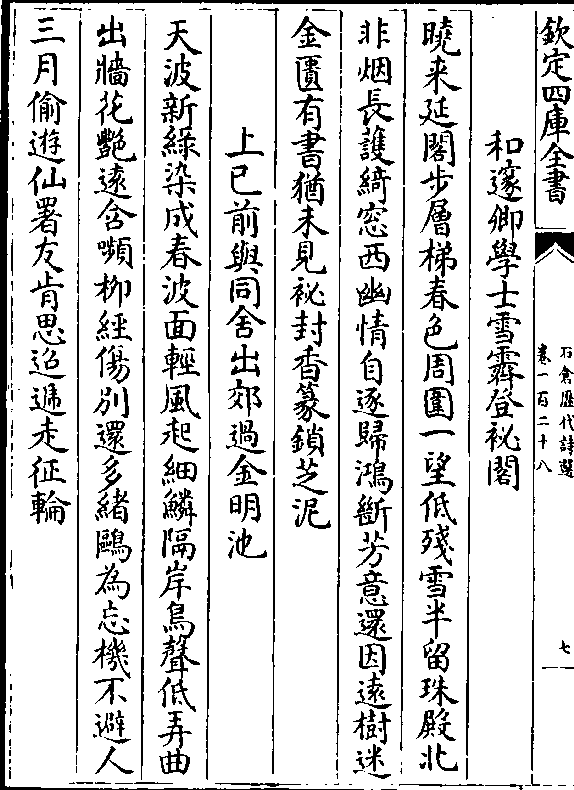 欽定四庫全書
石倉歷代詩選
卷一百二十八
七
和邃卿學士雪霽登祕閣
曉来延閣步層梯春色周圍一望低殘雪半留珠殿北
非烟長護綺窓西幽情自逐歸鴻斷芳意還因遠樹迷
金匱有書猶未見祕封香篆鎖芝泥
上巳前與同舍出郊過金明池
天波新綠染成春波面輕風起細鱗隔岸鳥聲低弄曲
出牆花艷遠含嚬栁經傷別還多緒鷗為忘機不避人
三月偷遊仙署友肯思迢遞走征輪